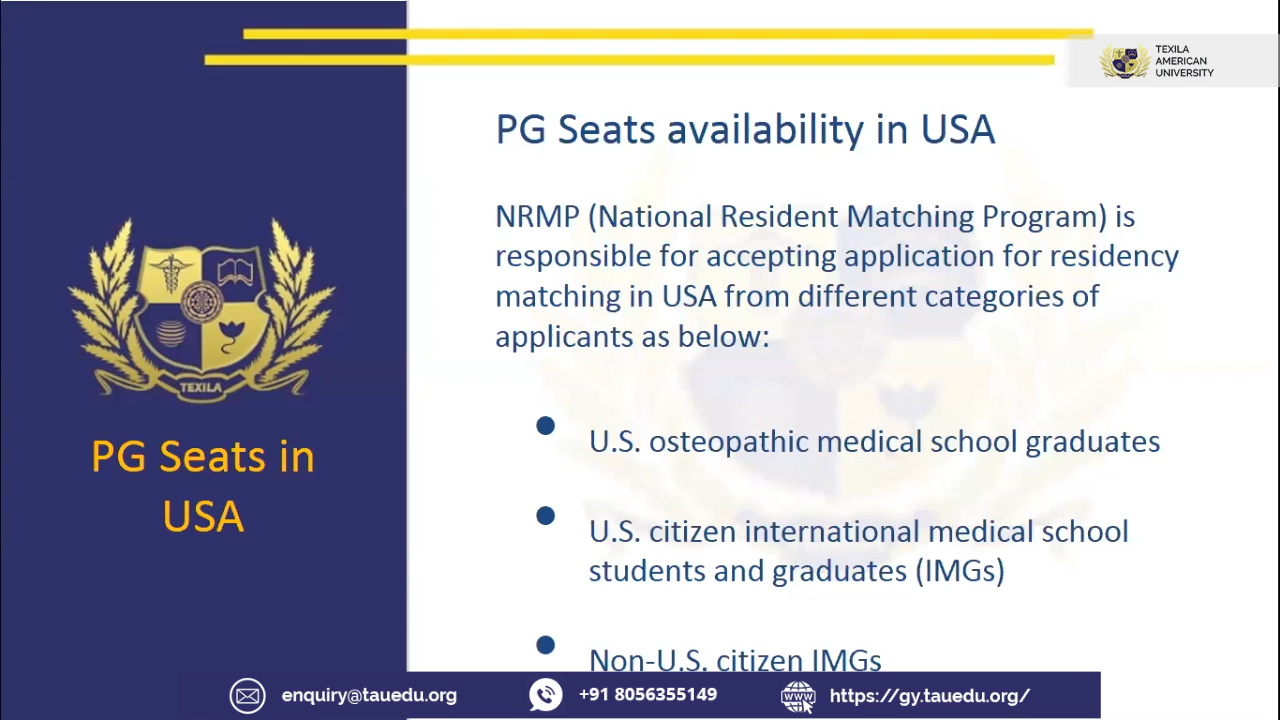 TEXILA
AMERICAN
UNIVERSITY
PG Seats availability in USA
NRMP (National Resident Matching Program) is
responsible for accepting application for residency
matching in USA from different categories of
applicants as below:
• U.S. osteopathic medical school graduates
• U.S. citizen international medical school
students and graduates (IMGs)
• Non-U.S. citizen IMGs
TEXILA
PG Seats in
USA
enquiry@tauedu.org
+91 8056355149
WWW
https://gy.tauedu.org/